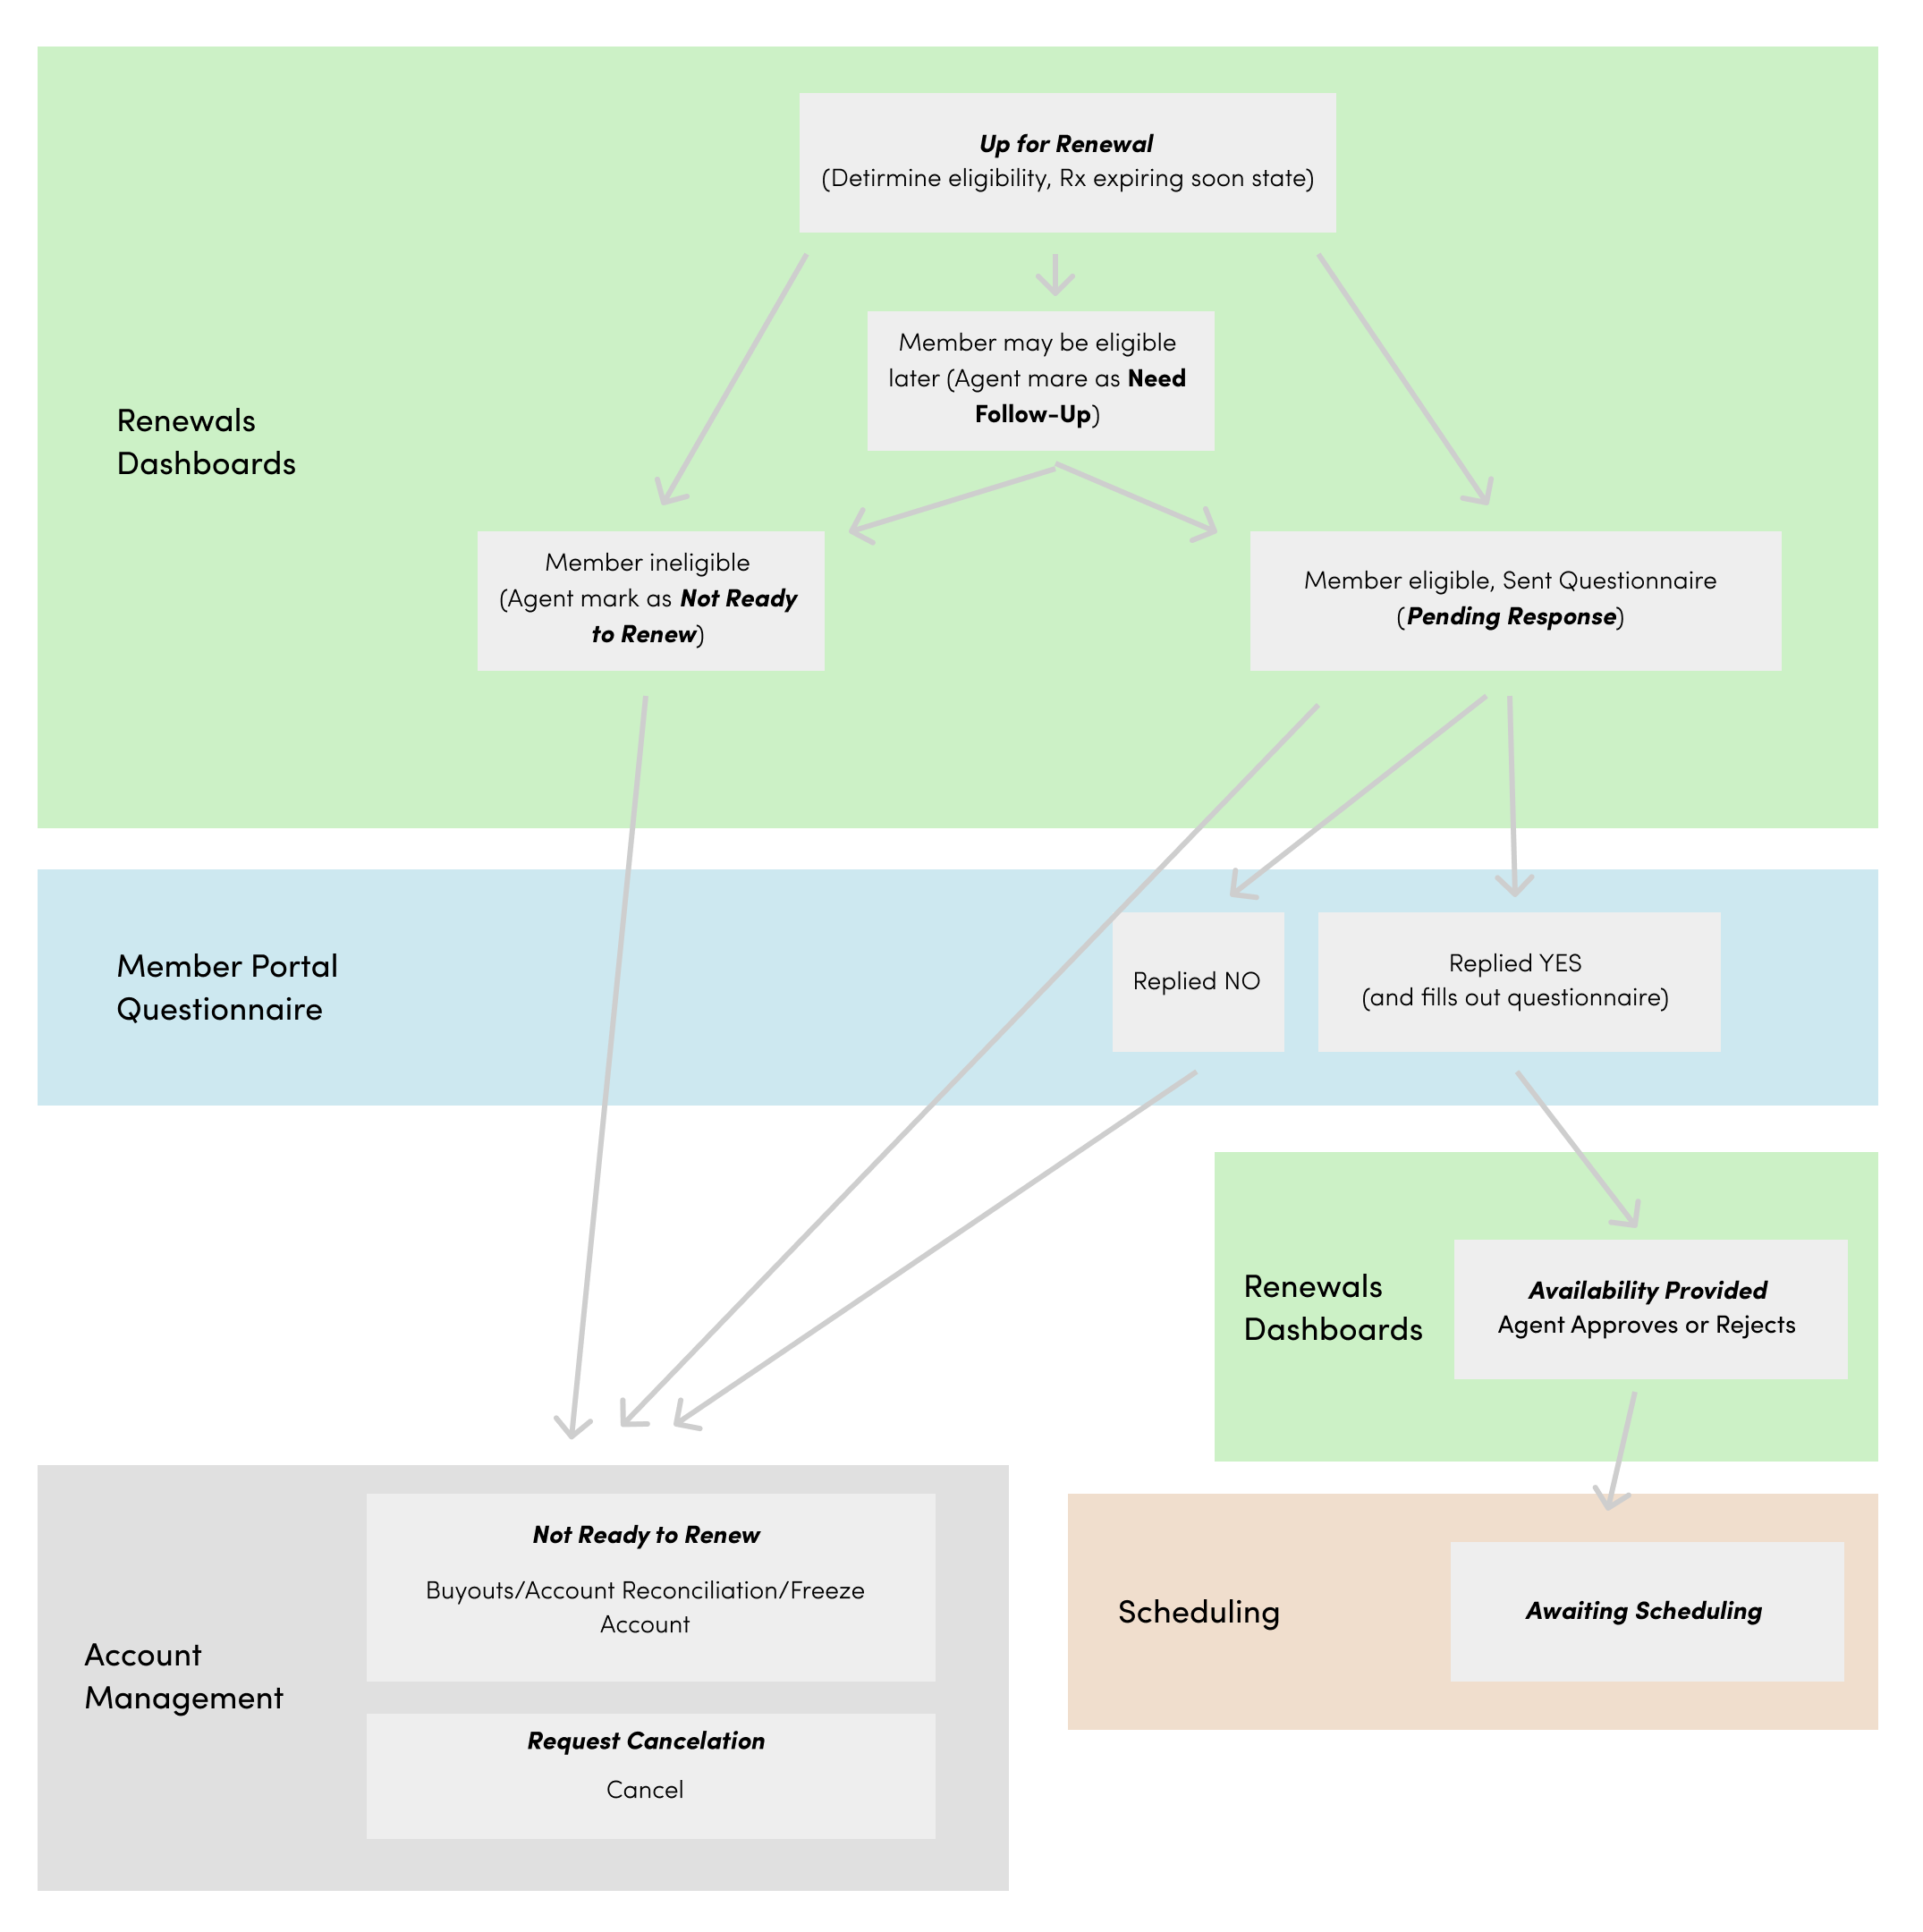 Up for Renewal
(Detirmine eligibility, Rx expiring soon state)
Member may be eligible
later (Agent mare as Need
Follow-Up)
Renewals
Dashboards
Member ineligible
(Agent mark as Not Ready
to Renew)
Member eligible, Sent Questionnaire
(Pending Response)
Member Portal
Questionnaire
Replied NO
Replied YES
(and fills out questionnaire)
Renewals
Dashboards
Availability Provided
Agent Approves or Rejects
Account
Management
Not Ready to Renew
Buyouts/Account Reconciliation/Freeze
Account
Request Cancelation
Cancel
Scheduling
Awaiting Scheduling